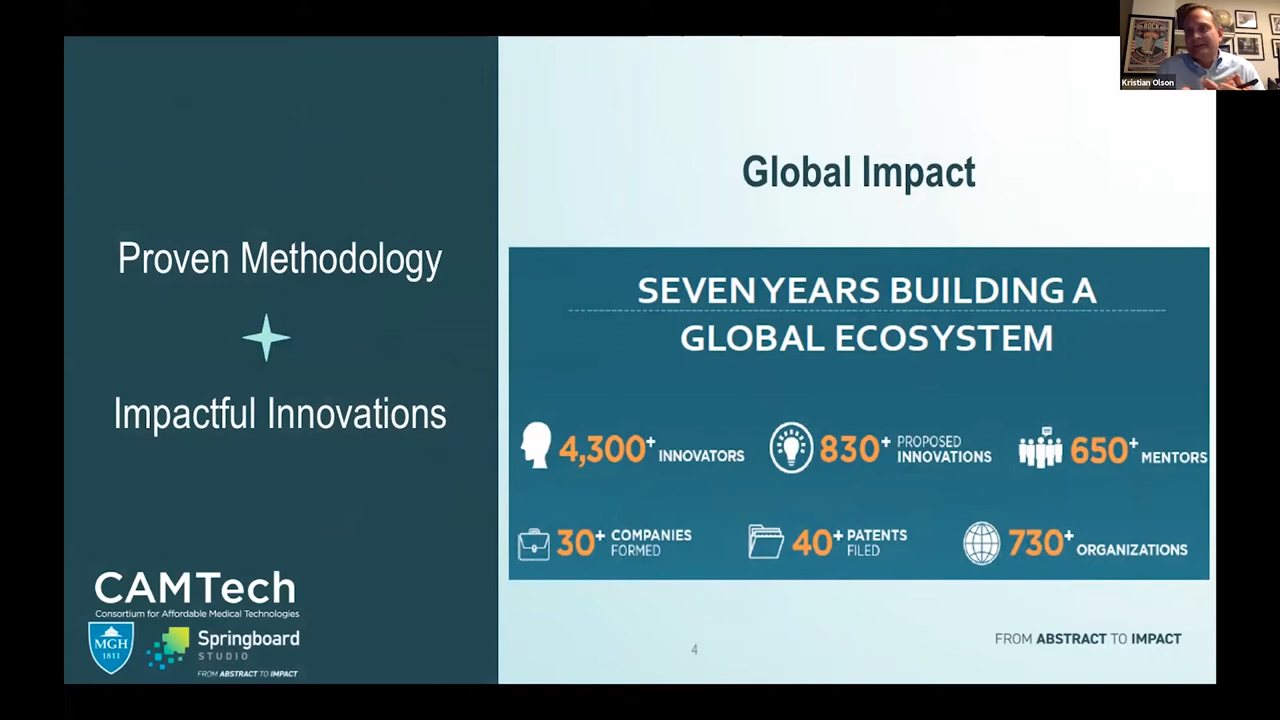 Kristian Olson
Proven Methodology
Impactful Innovations
CAMTech
Consortium for Affordable Medical Technologies
MGH
1811
Springboard
STUDIO
FROM ABSTRACT TO IMPACT
Global Impact
SEVEN YEARS BUILDING A
GLOBAL ECOSYSTEM
4,300+ INNOVATORS
830+ PROPOSED
INNOVATIONS
650+ MENTORS
30+ COMPANIES
FORMED
40+ PATENTS
FILED
730+ ORGANIZATIONS
4
FROM ABSTRACT TO IMPACT